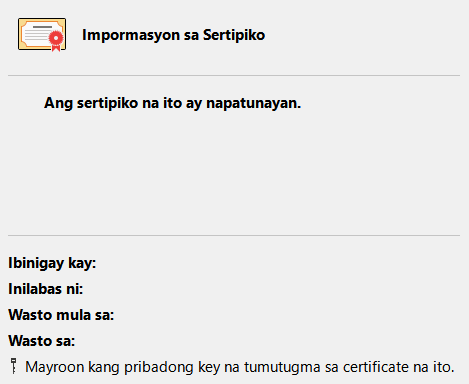 Impormasyon sa Sertipiko
Ang sertipiko na ito ay napatunayan.
Ibinigay kay:
Inilabas ni:
Wasto mula sa:
Wasto sa:
Mayroon kang pribadong key na tumutugma sa certificate na ito.